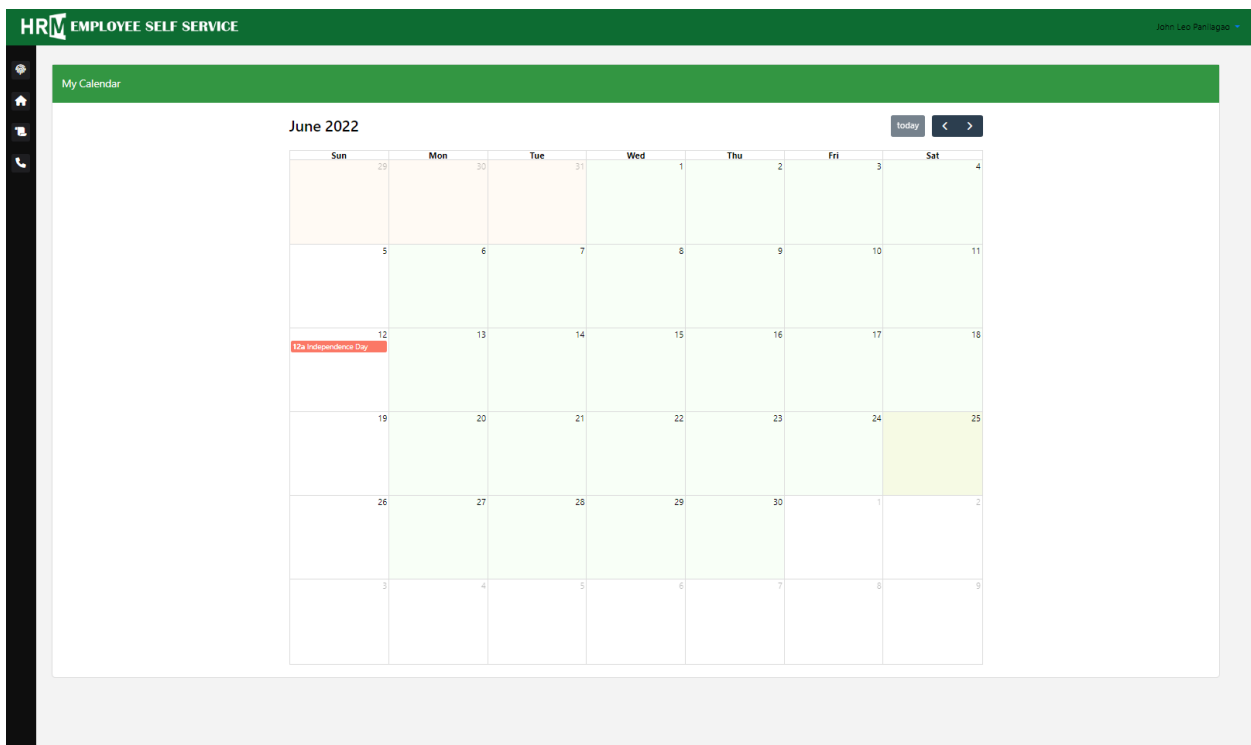 HRM EMPLOYEE SELF SERVICE
John Leo Panilagao
My Calendar
June 2022
today
Sun Mon Tue Wed Thu Fri Sat
29 30 31 1 2 3 4
5 6 7 8 9 10 11
12 13 14 15 16 17 18
12a Independence Day
19 20 21 22 23 24 25
26 27 28 29 30 1 2
3 4 5 6 7 8 9